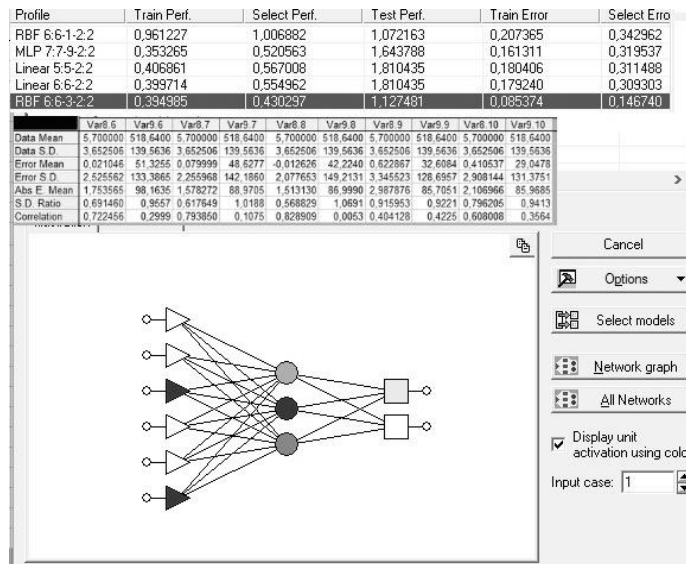 Profile Train Perf. Select Perf. Test Perf. Train Error Select Erro
RBF 6:6-1-2:2 0,961227 1,006882 1,072163 0,207365 0,342962
MLP 7:7-9-2:2 0,353265 0,520563 1,643788 0,161311 0,319537
Linear 5:5-2:2 0,406861 0,567008 1,810435 0,180406 0,311488
Linear 6:6-2:2 0,399714 0,554962 1,810435 0,179240 0,309303
RBF 6:6-3-2:2 0,394985 0,430297 1,127481 0,085374 0,146740
Var8.6 Var9.6 Var8.7 Var9.7 Var8.8 Var9.8 Var8.9 Var9.9 Var8.10 Var9.10
Data Mean 5,700000 518,6400 5,700000 518,6400 5,700000 518,6400 5,700000 518,6400 5,700000 518,6400
Data S.D. 3,652506 139,5636 3,652506 139,5636 3,652506 139,5636 3,652506 139,5636 3,652506 139,5636
Error Mean 0,021046 51,3255 0,079999 48,6277 -0,012626 42,2240 0,622867 32,6084 0,410537 29,0478
Error S.D. 2,525562 133,3865 2,255968 142,1860 2,077653 149,2131 3,345523 128,6957 2,908144 131,3751
Abs E. Mean 1,753565 98,1635 1,578272 88,9705 1,513130 86,9990 2,987876 85,7051 2,106966 85,9685
S.D. Ratio 0,691460 0,9557 0,617649 1,0188 0,568829 1,0691 0,915953 0,9221 0,796205 0,9413
Correlation 0,722456 0,2999 0,793850 0,1075 0,828909 0,0053 0,404128 0,4225 0,608008 0,3564
Cancel
Options
Select models
Network graph
All Networks
Display unit
activation using colo
Input case: 1